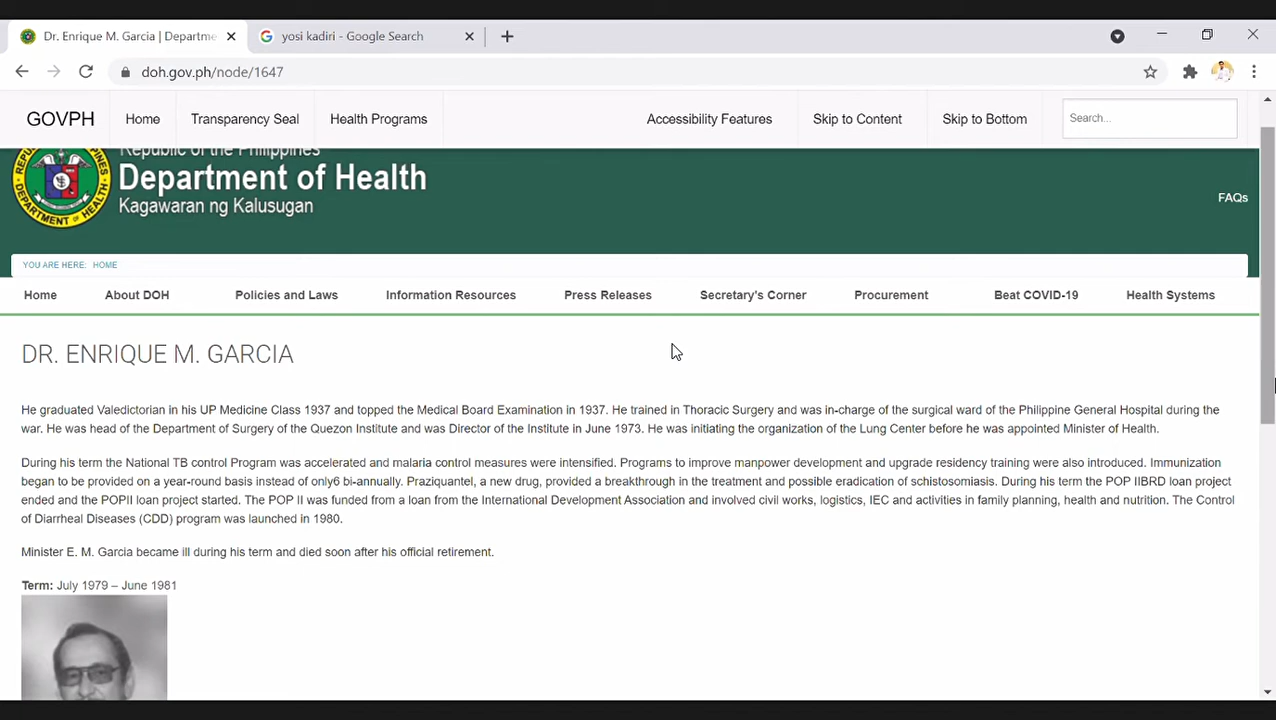 Dr. Enrique M. Garcia | Departme
yosi kadiri - Google Search
doh.gov.ph/node/1647
GOVPH Home Transparency Seal Health Programs Accessibility Features Skip to Content Skip to Bottom Search...
Republic of the Philippines
Department of Health
Kagawaran ng Kalusugan
FAQs
YOU ARE HERE: HOME
Home About DOH Policies and Laws Information Resources Press Releases Secretary's Corner Procurement Beat COVID-19 Health Systems
DR. ENRIQUE M. GARCIA
He graduated Valedictorian in his UP Medicine Class 1937 and topped the Medical Board Examination in 1937. He trained in Thoracic Surgery and was in-charge of the surgical ward of the Philippine General Hospital during the
war. He was head of the Department of Surgery of the Quezon Institute and was Director of the Institute in June 1973. He was initiating the organization of the Lung Center before he was appointed Minister of Health.
During his term the National TB control Program was accelerated and malaria control measures were intensified. Programs to improve manpower development and upgrade residency training were also introduced. Immunization
began to be provided on a year-round basis instead of only6 bi-annually. Praziquantel, a new drug, provided a breakthrough in the treatment and possible eradication of schistosomiasis. During his term the POP IIBRD loan project
ended and the POPII loan project started. The POP II was funded from a loan from the International Development Association and involved civil works, logistics, IEC and activities in family planning, health and nutrition. The Control
of Diarrheal Diseases (CDD) program was launched in 1980.
Minister E. M. Garcia became ill during his term and died soon after his official retirement.
Term: July 1979 – June 1981